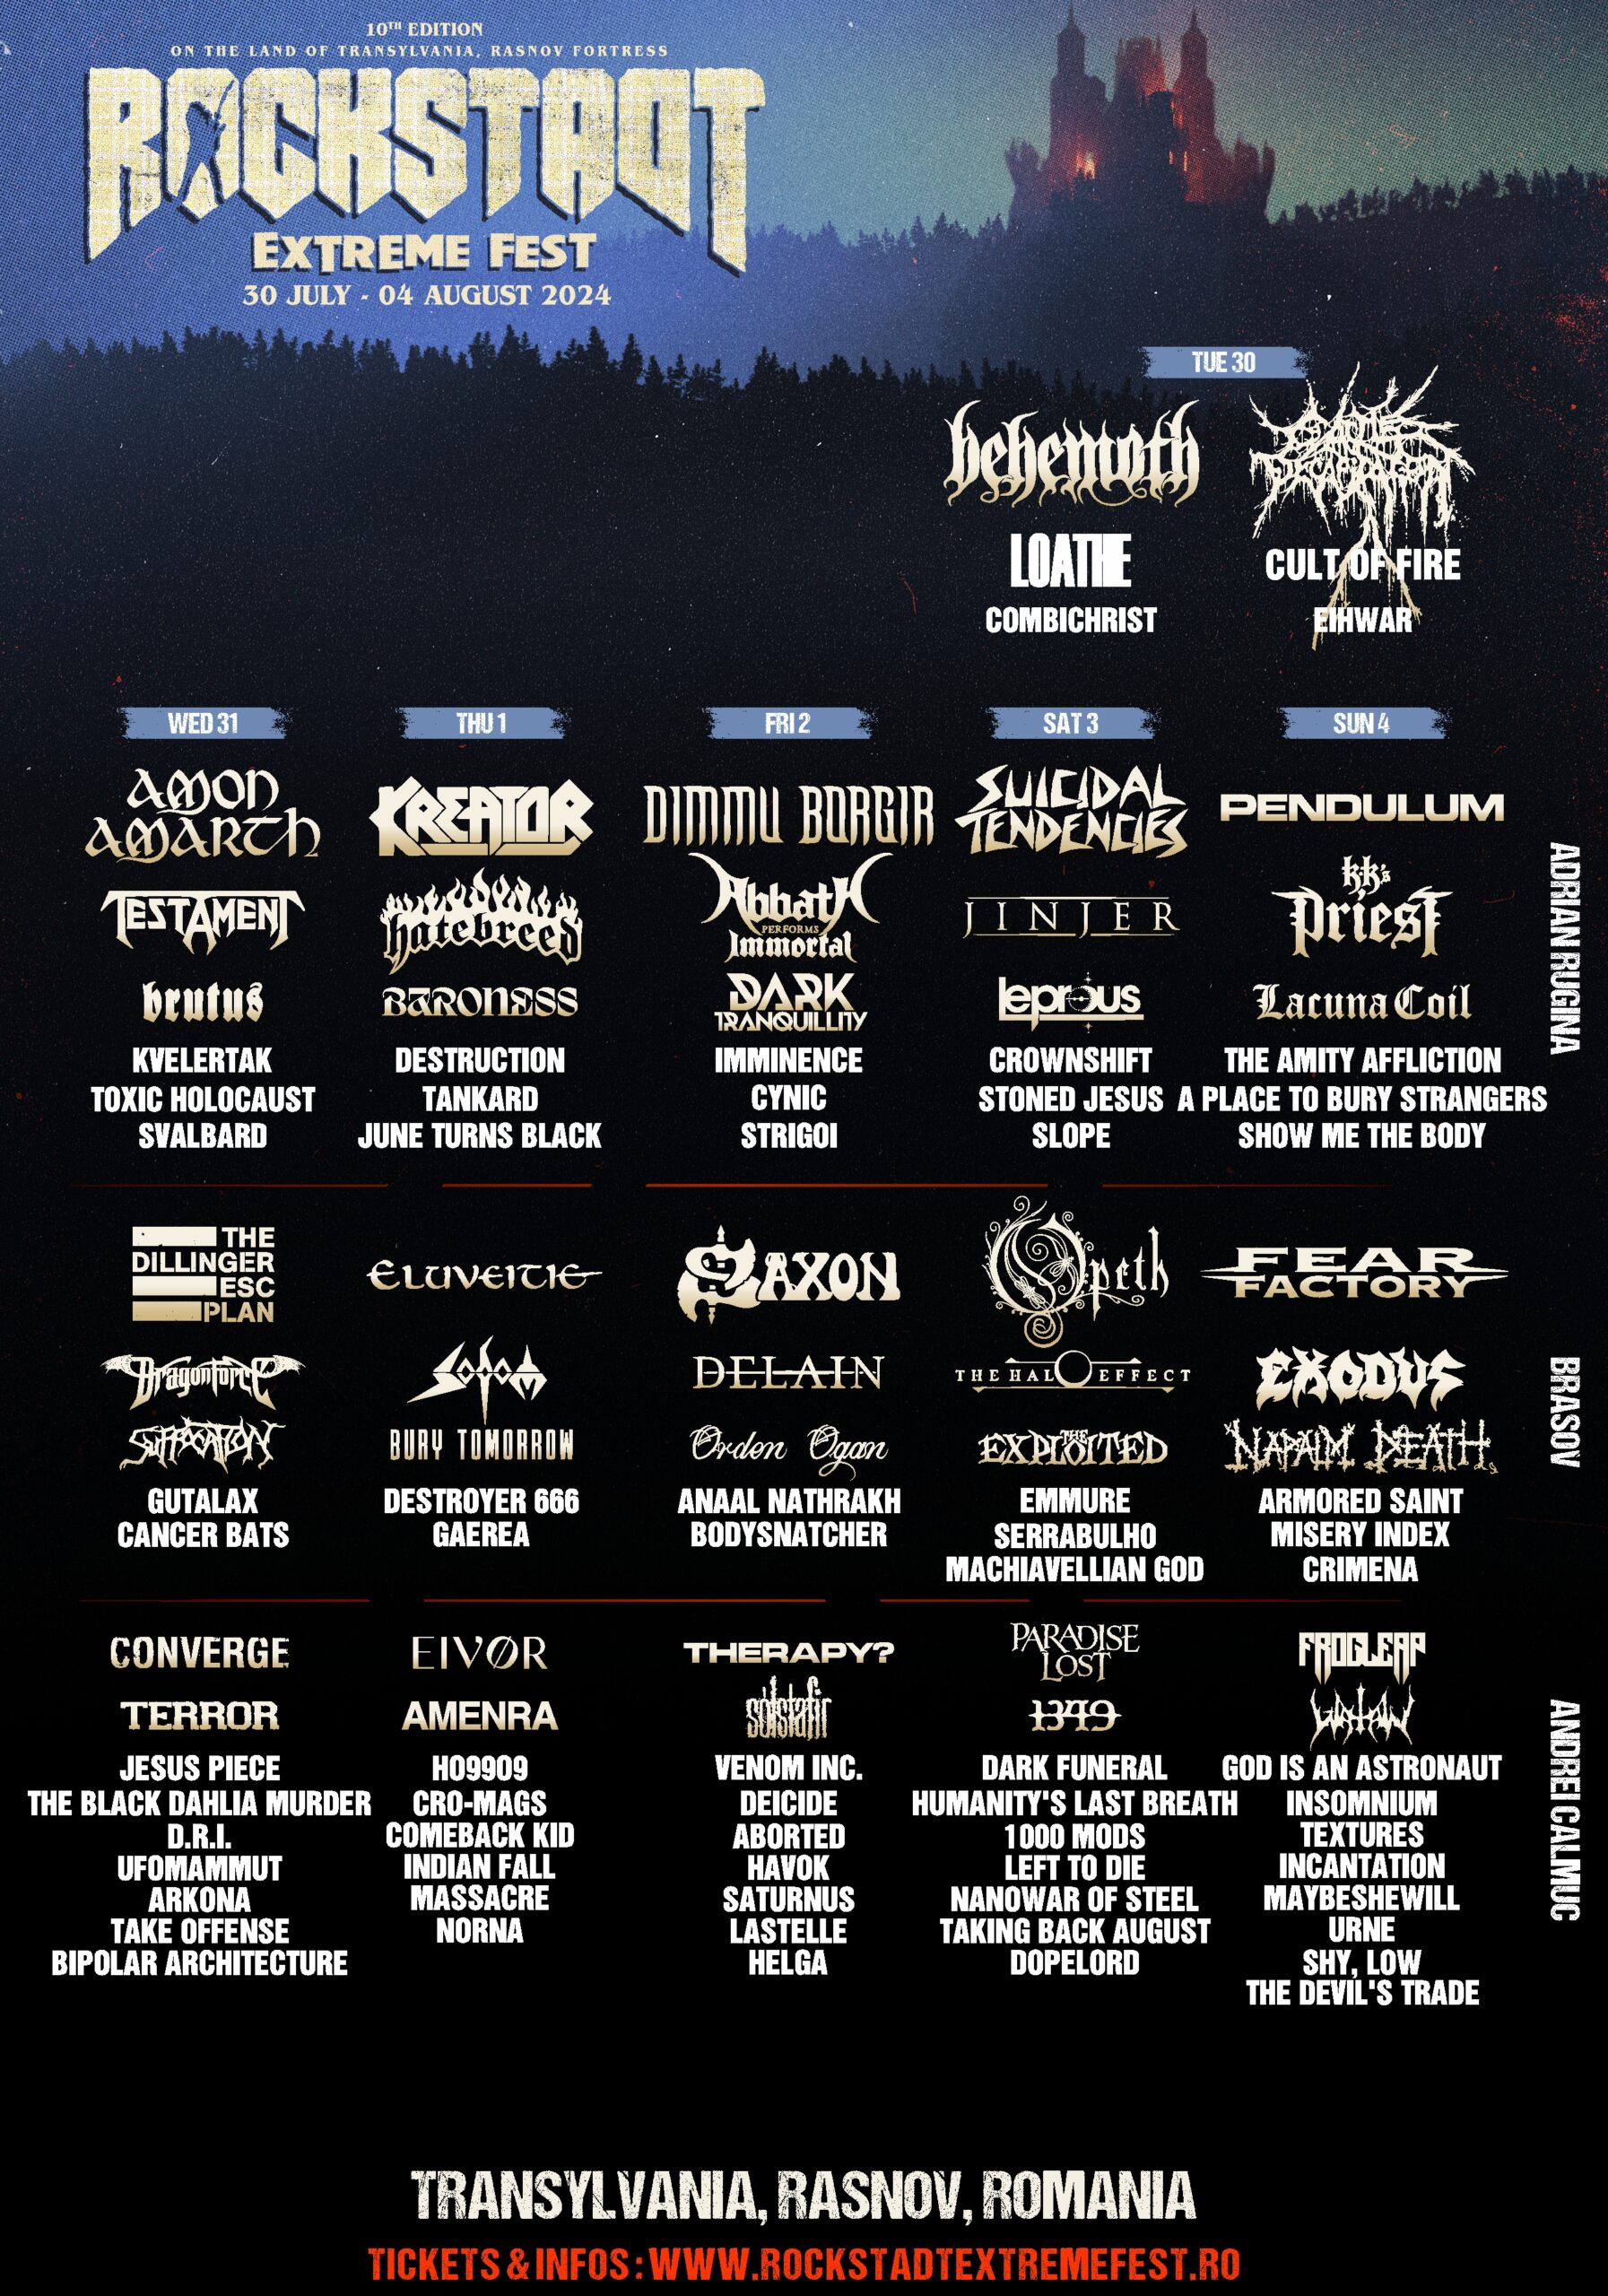 10TH EDITION
ON THE LAND OF TRANSYLVANIA, RASNOV FORTRESS
ROCKSTADT
EXTREME FEST
30 JULY - 04 AUGUST 2024
TUE 30
behemoth
CATTLE DECAPITATION
LOATHE
CULT OF FIRE
COMBICHRIST
EIHWAR
WED 31
AMON AMARTH
TESTAMENT
brutus
KVELERTAK
TOXIC HOLOCAUST
SVALBARD
THU 1
KREATOR
hatebreed
BARONESS
DESTRUCTION
TANKARD
JUNE TURNS BLACK
FRI 2
DIMMU BORGIR
Abbath
PERFORMS
Immortal
DARK
TRANQUILLITY
IMMINENCE
CYNIC
STRIGOI
SAT 3
SUICIDAL
TENDENCIES
JINJER
leprous
CROWNSHIFT
STONED JESUS
SLOPE
SUN 4
PENDULUM
kk's
priest
Lacuna Coil
THE AMITY AFFLICTION
A PLACE TO BURY STRANGERS
SHOW ME THE BODY
ADRIAN RUGINA
THE
DILLINGER
ESC
PLAN
Dragonforce
SUFFOCATION
GUTALAX
CANCER BATS
ELUVEITIE
SODOM
BURY TOMORROW
DESTROYER 666
GAEREA
SAXON
DELAIN
Orden Ogan
ANAAL NATHRAKH
BODYSNATCHER
Opeth
THE HALO EFFECT
THE EXPLOITED
EMMURE
SERRABULHO
MACHIAVELLIAN GOD
FEAR
FACTORY
EXODUS
NAPALM DEATH
ARMORED SAINT
MISERY INDEX
CRIMENA
BRASOV
CONVERGE
TERROR
JESUS PIECE
THE BLACK DAHLIA MURDER
D.R.I.
UFOMAMMUT
ARKONA
TAKE OFFENSE
BIPOLAR ARCHITECTURE
EIVØR
AMENRA
HO9909
CRO-MAGS
COMEBACK KID
INDIAN FALL
MASSACRE
NORNA
THERAPY?
sólstafir
VENOM INC.
DEICIDE
ABORTED
HAVOK
SATURNUS
LASTELLE
HELGA
PARADISE
LOST
1349
DARK FUNERAL
HUMANITY'S LAST BREATH
1000 MODS
LEFT TO DIE
NANOWAR OF STEEL
TAKING BACK AUGUST
DOPELORD
FROGLEAP
WATAIN
GOD IS AN ASTRONAUT
INSOMNIUM
TEXTURES
INCANTATION
MAYBESHEWILL
URNE
SHY, LOW
THE DEVIL'S TRADE
ANDREI CALMUC
TRANSYLVANIA, RASNOV, ROMANIA
TICKETS & INFOS : WWW.ROCKSTADTEXTREMEFEST.RO